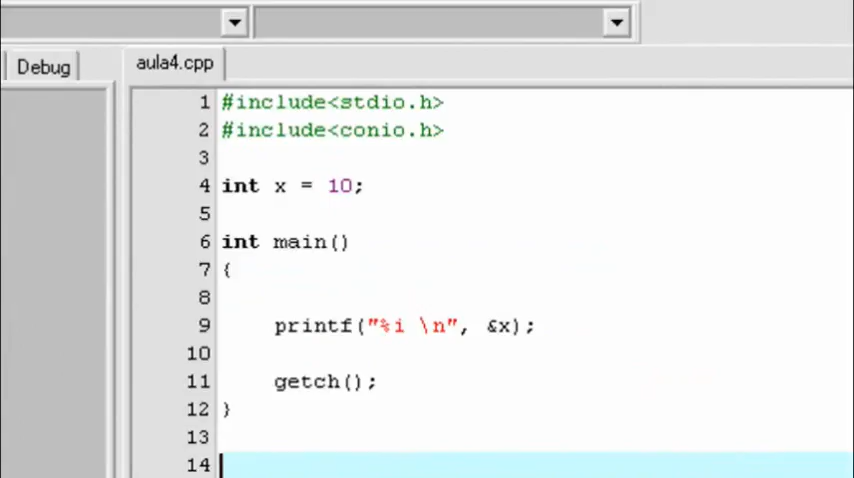 Debug
aula4.cpp
1 #include<stdio.h>
2 #include<conio.h>
3
4 int x = 10;
5
6 int main()
7 {
8
9     printf("%i \n", &x);
10
11     getch();
12 }
13
14